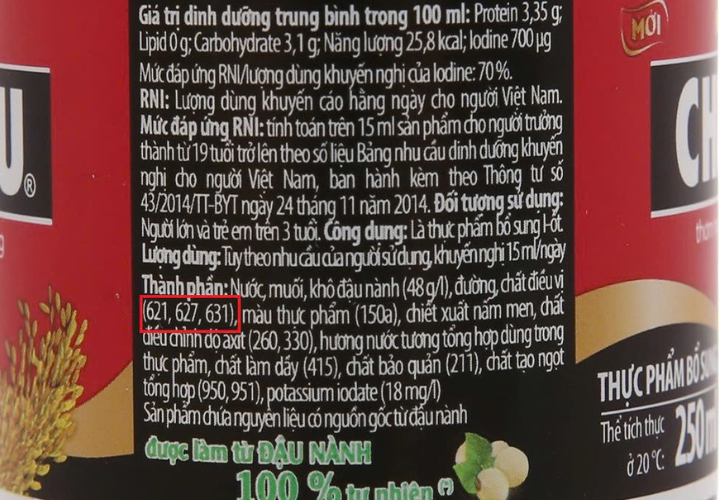 Giá trị dinh dưỡng trung bình trong 100 ml: Protein 3,35 g;
Lipid 0 g; Carbohydrate 3,1 g; Năng lượng 25,8 kcal; Iodine 700 µg
Mức đáp ứng RNI/lượng dùng khuyến nghị của Iodine: 70%.
RNI: Lượng dùng khuyến cáo hằng ngày cho người Việt Nam.
Mức đáp ứng RNI: tính toán trên 15 ml sản phẩm cho người trưởng
thành từ 19 tuổi trở lên theo số liệu Bảng nhu cầu dinh dưỡng khuyến
nghị cho người Việt Nam, ban hành kèm theo Thông tư số
43/2014/TT-BYT ngày 24 tháng 11 năm 2014. Đối tượng sử dụng:
Người lớn và trẻ em trên 3 tuổi. Công dụng: Là thực phẩm bổ sung I-ốt.
Lượng dùng: Tùy theo nhu cầu của người sử dụng, khuyến nghị 15 ml/ngày
Thành phần: Nước, muối, khô đậu nành (48 g/l), đường, chất điều vị
(621, 627, 631), màu thực phẩm (150a), chiết xuất nấm men, chất
điều chỉnh độ axit (260, 330), hương nước tương tổng hợp dùng trong
thực phẩm, chất làm dầy (415), chất bảo quản (211), chất tạo ngọt
tổng hợp (950, 951), potassium iodate (18 mg/l)
Sản phẩm chứa nguyên liệu có nguồn gốc từ đậu nành
được làm từ ĐẬU NÀNH
100 % tự nhiên (*)
U®
MỚI
CH
THỰC PHẨM BỔ SUNG
Thể tích thực
ở 20°C:
250m